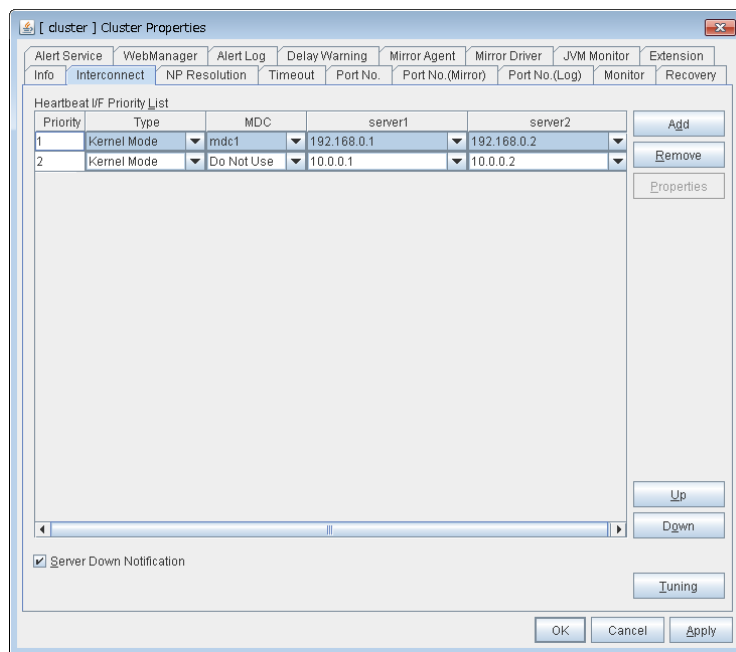 [ cluster ] Cluster Properties
Alert Service WebManager Alert Log Delay Warning Mirror Agent Mirror Driver JVM Monitor Extension
Info Interconnect NP Resolution Timeout Port No. Port No.(Mirror) Port No.(Log) Monitor Recovery
Heartbeat I/F Priority List
Priority Type MDC server1 server2 Add
1 Kernel Mode mdc1 192.168.0.1 192.168.0.2
2 Kernel Mode Do Not Use 10.0.0.1 10.0.0.2 Remove
Properties
Up
Down
Server Down Notification
Tuning
OK Cancel Apply